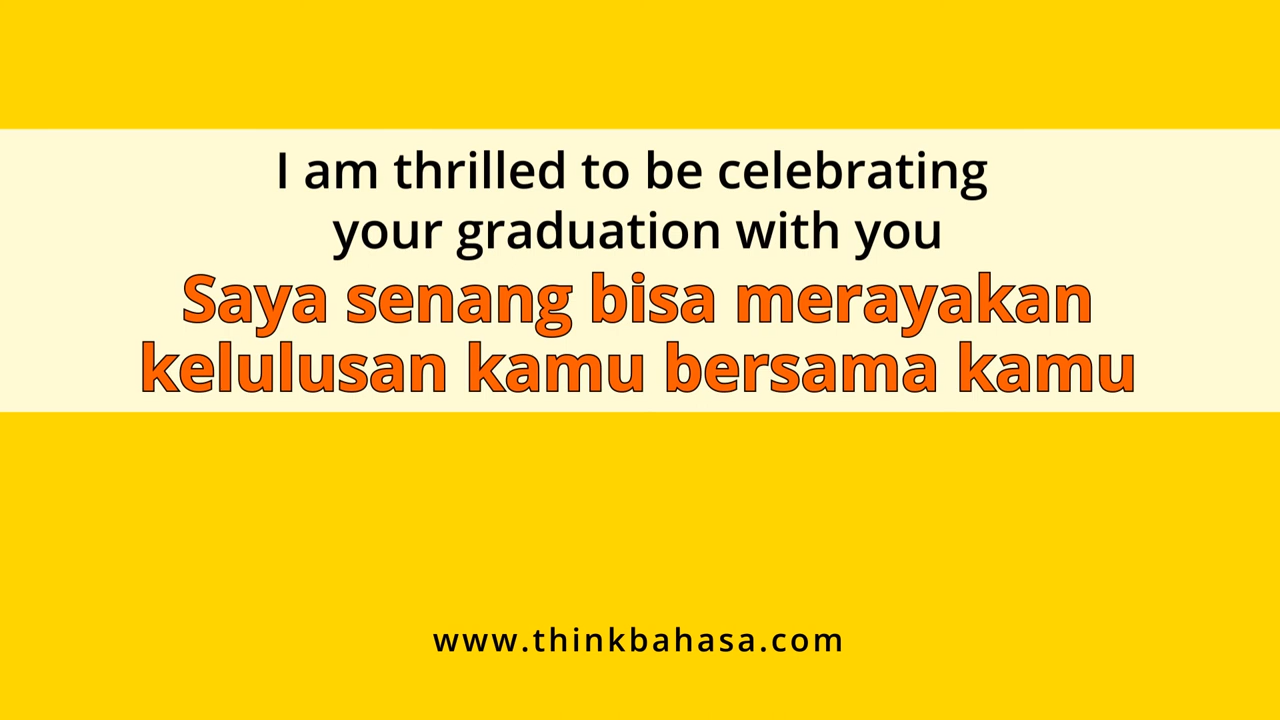 I am thrilled to be celebrating
your graduation with you
Saya senang bisa merayakan
kelulusan kamu bersama kamu
www.thinkbahasa.com